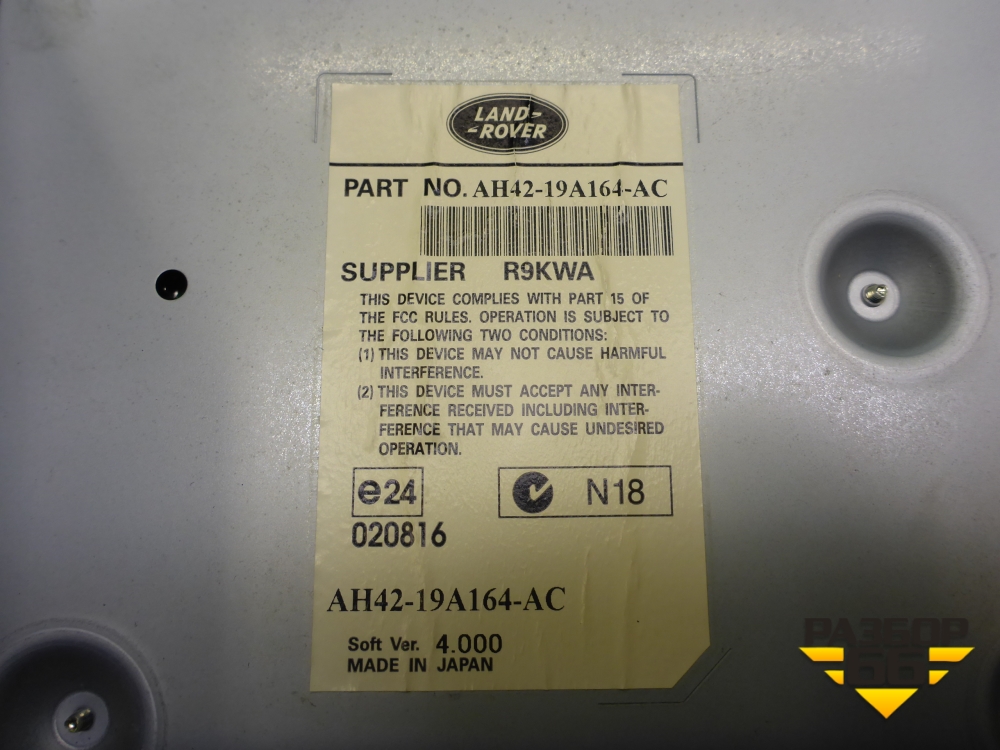 LAND-
-ROVER
PART NO. AH42-19A164-AC
SUPPLIER R9KWA
THIS DEVICE COMPLIES WITH PART 15 OF
THE FCC RULES. OPERATION IS SUBJECT TO
THE FOLLOWING TWO CONDITIONS:
(1) THIS DEVICE MAY NOT CAUSE HARMFUL
INTERFERENCE.
(2) THIS DEVICE MUST ACCEPT ANY INTER-
FERENCE RECEIVED INCLUDING INTER-
FERENCE THAT MAY CAUSE UNDESIRED
OPERATION.
e24
N18
020816
AH42-19A164-AC
Soft Ver. 4.000
MADE IN JAPAN
РАЗБОР
66